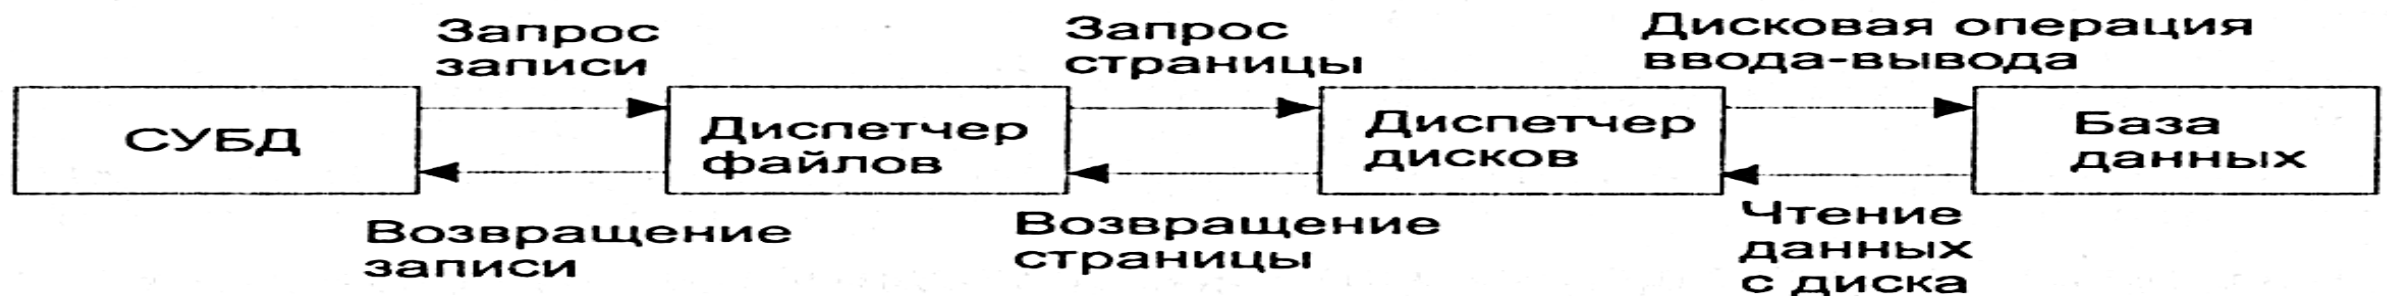 Запрос
записи
Запрос
страницы
Дисковая операция
ввода-вывода
СУБД
Диспетчер
файлов
Диспетчер
дисков
База
данных
Возвращение
записи
Возвращение
страницы
Чтение
данных
с диска